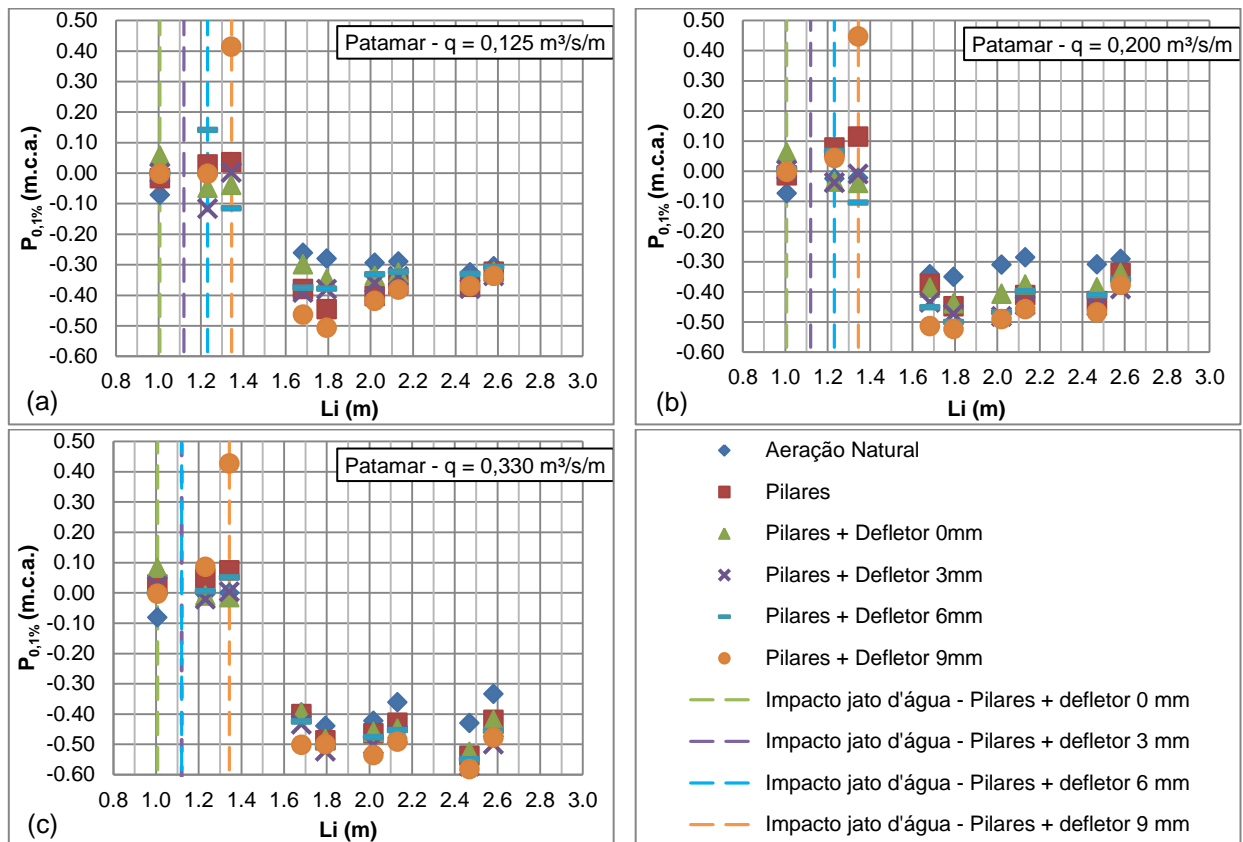 Patamar - q = 0,125 m³/s/m
P0,1% (m.c.a.)
0.50
0.40
0.30
0.20
0.10
0.00
-0.10
-0.20
-0.30
-0.40
-0.50
-0.60
0.8 1.0 1.2 1.4 1.6 1.8 2.0 2.2 2.4 2.6 2.8 3.0
(a)
Li (m)
Patamar - q = 0,200 m³/s/m
P0,1% (m.c.a.)
0.50
0.40
0.30
0.20
0.10
0.00
-0.10
-0.20
-0.30
-0.40
-0.50
-0.60
0.8 1.0 1.2 1.4 1.6 1.8 2.0 2.2 2.4 2.6 2.8 3.0
(b)
Li (m)
Patamar - q = 0,330 m³/s/m
P0,1% (m.c.a.)
0.50
0.40
0.30
0.20
0.10
0.00
-0.10
-0.20
-0.30
-0.40
-0.50
-0.60
0.8 1.0 1.2 1.4 1.6 1.8 2.0 2.2 2.4 2.6 2.8 3.0
(c)
Li (m)
Aeração Natural
Pilares
Pilares + Defletor 0mm
Pilares + Defletor 3mm
Pilares + Defletor 6mm
Pilares + Defletor 9mm
Impacto jato d'água - Pilares + defletor 0 mm
Impacto jato d'água - Pilares + defletor 3 mm
Impacto jato d'água - Pilares + defletor 6 mm
Impacto jato d'água - Pilares + defletor 9 mm